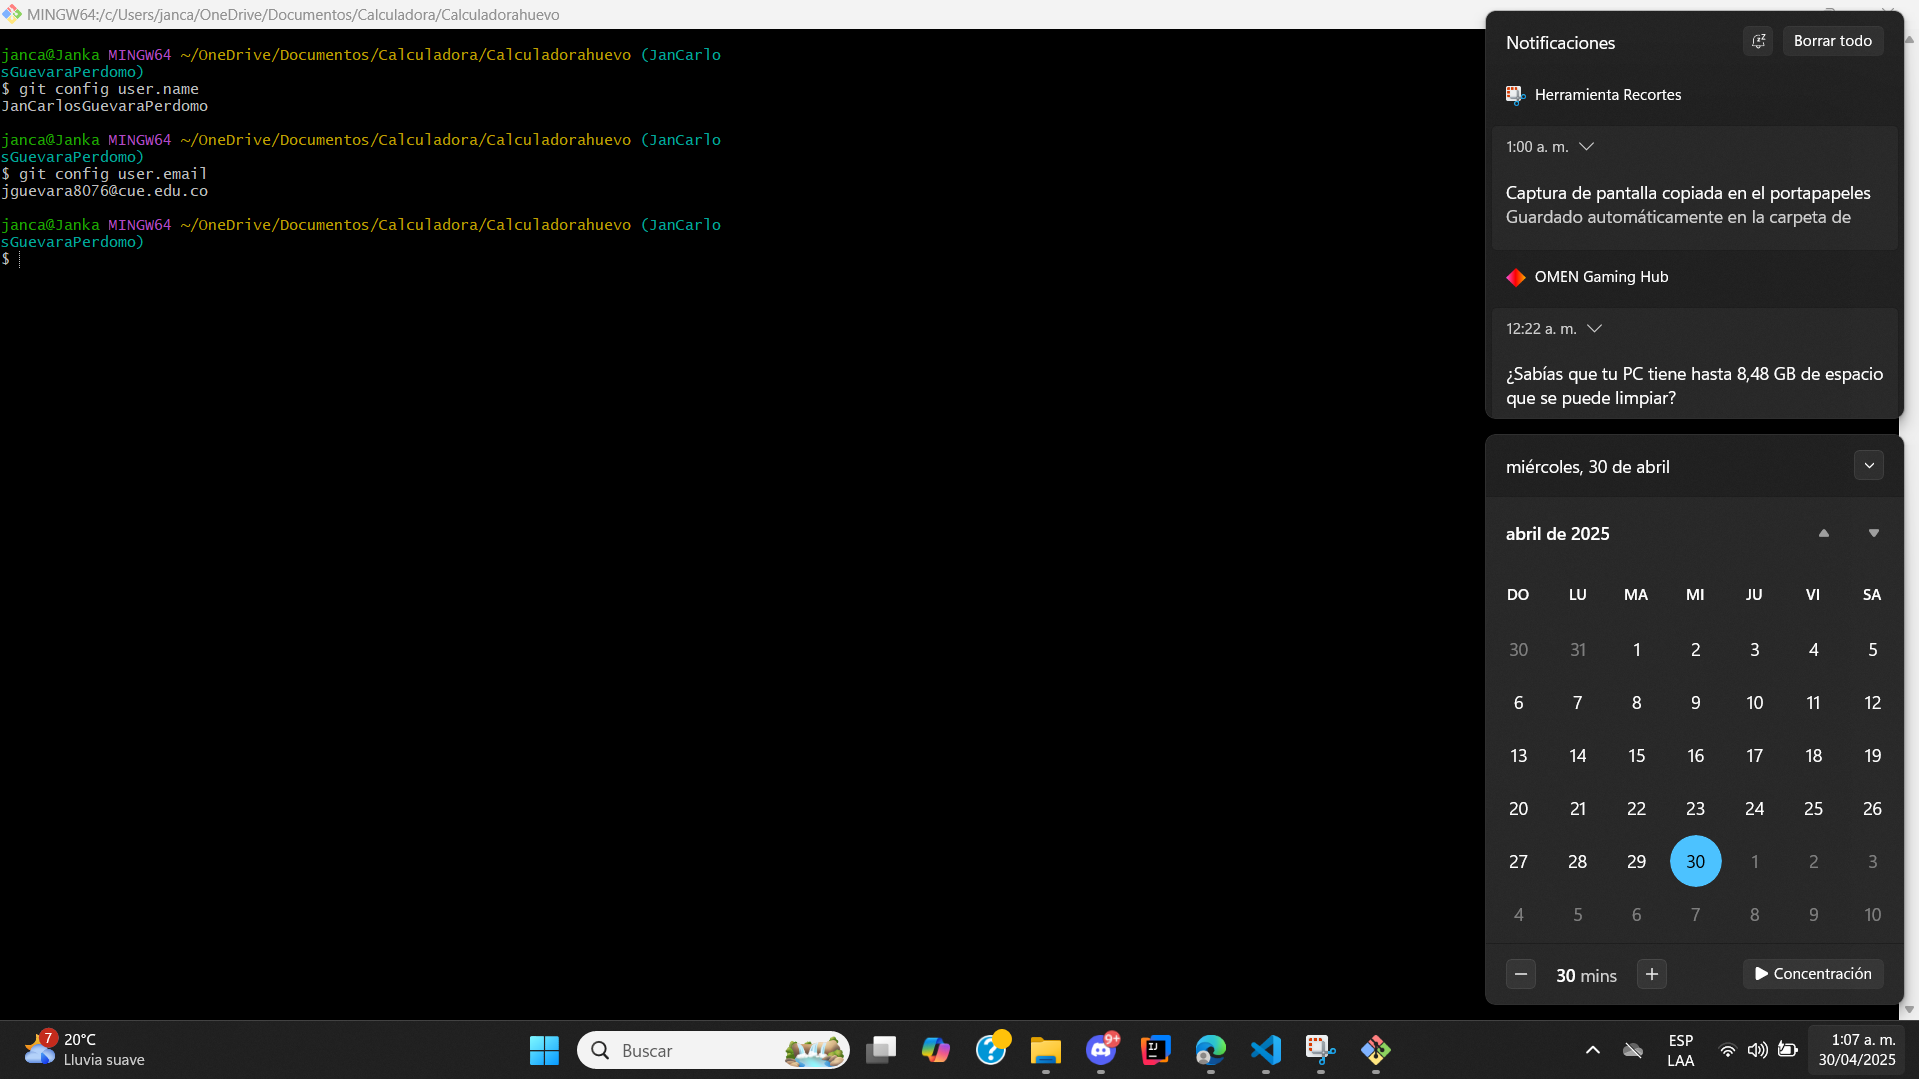 MINGW64:/c/Users/janca/OneDrive/Documentos/Calculadora/Calculadorahuevo
janca@Janka MINGW64 ~/OneDrive/Documentos/Calculadora/Calculadorahuevo (JanCarlo
sGuevaraPerdomo)
$ git config user.name
JanCarlosGuevaraPerdomo
janca@Janka MINGW64 ~/OneDrive/Documentos/Calculadora/Calculadorahuevo (JanCarlo
sGuevaraPerdomo)
$ git config user.email
jguevara8076@cue.edu.co
janca@Janka MINGW64 ~/OneDrive/Documentos/Calculadora/Calculadorahuevo (JanCarlo
sGuevaraPerdomo)
$
Notificaciones
Borrar todo
Herramienta Recortes
1:00 a. m.
Captura de pantalla copiada en el portapapeles
Guardado automáticamente en la carpeta de
OMEN Gaming Hub
12:22 a. m.
¿Sabías que tu PC tiene hasta 8,48 GB de espacio
que se puede limpiar?
miércoles, 30 de abril
abril de 2025
DO LU MA MI JU VI SA
30 31 1 2 3 4 5
6 7 8 9 10 11 12
13 14 15 16 17 18 19
20 21 22 23 24 25 26
27 28 29 30 1 2 3
4 5 6 7 8 9 10
30 mins
Concentración
7
20°C
Lluvia suave
Buscar
9+
IJ
ESP
LAA
1:07 a. m.
30/04/2025